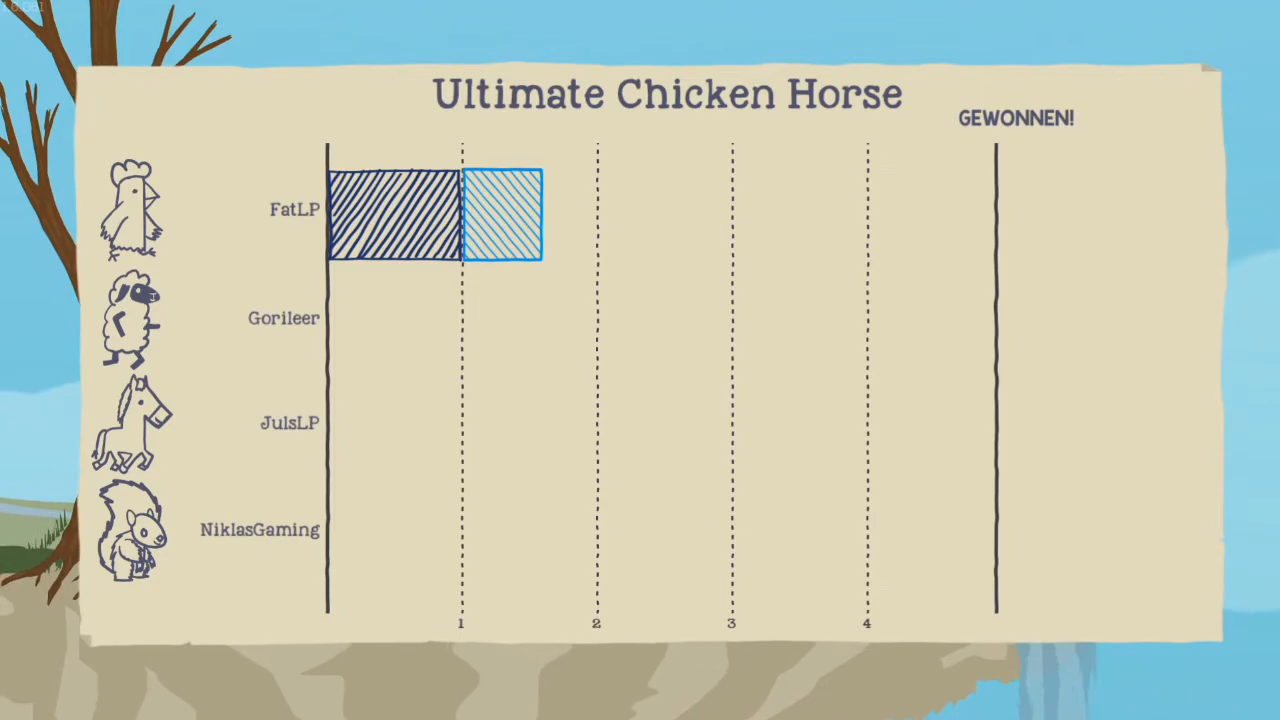 Ultimate Chicken Horse
GEWONNEN!
FatLP
Gorileer
JulsLP
NiklasGaming
1 2 3 4